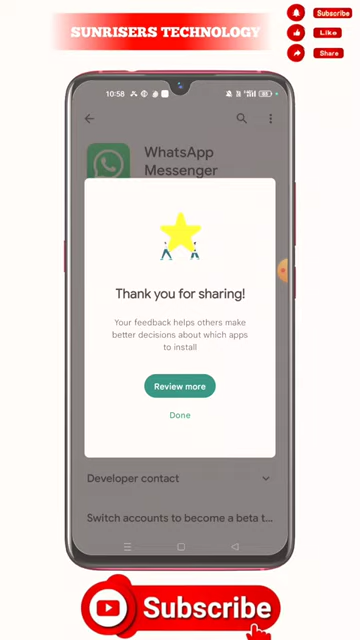 SUNRISERS TECHNOLOGY
Subscribe
Like
Share
10:58
WhatsApp
Messenger
Thank you for sharing!
Your feedback helps others make
better decisions about which apps
to install
Review more
Done
Developer contact
Switch accounts to become a beta t...
Subscribe